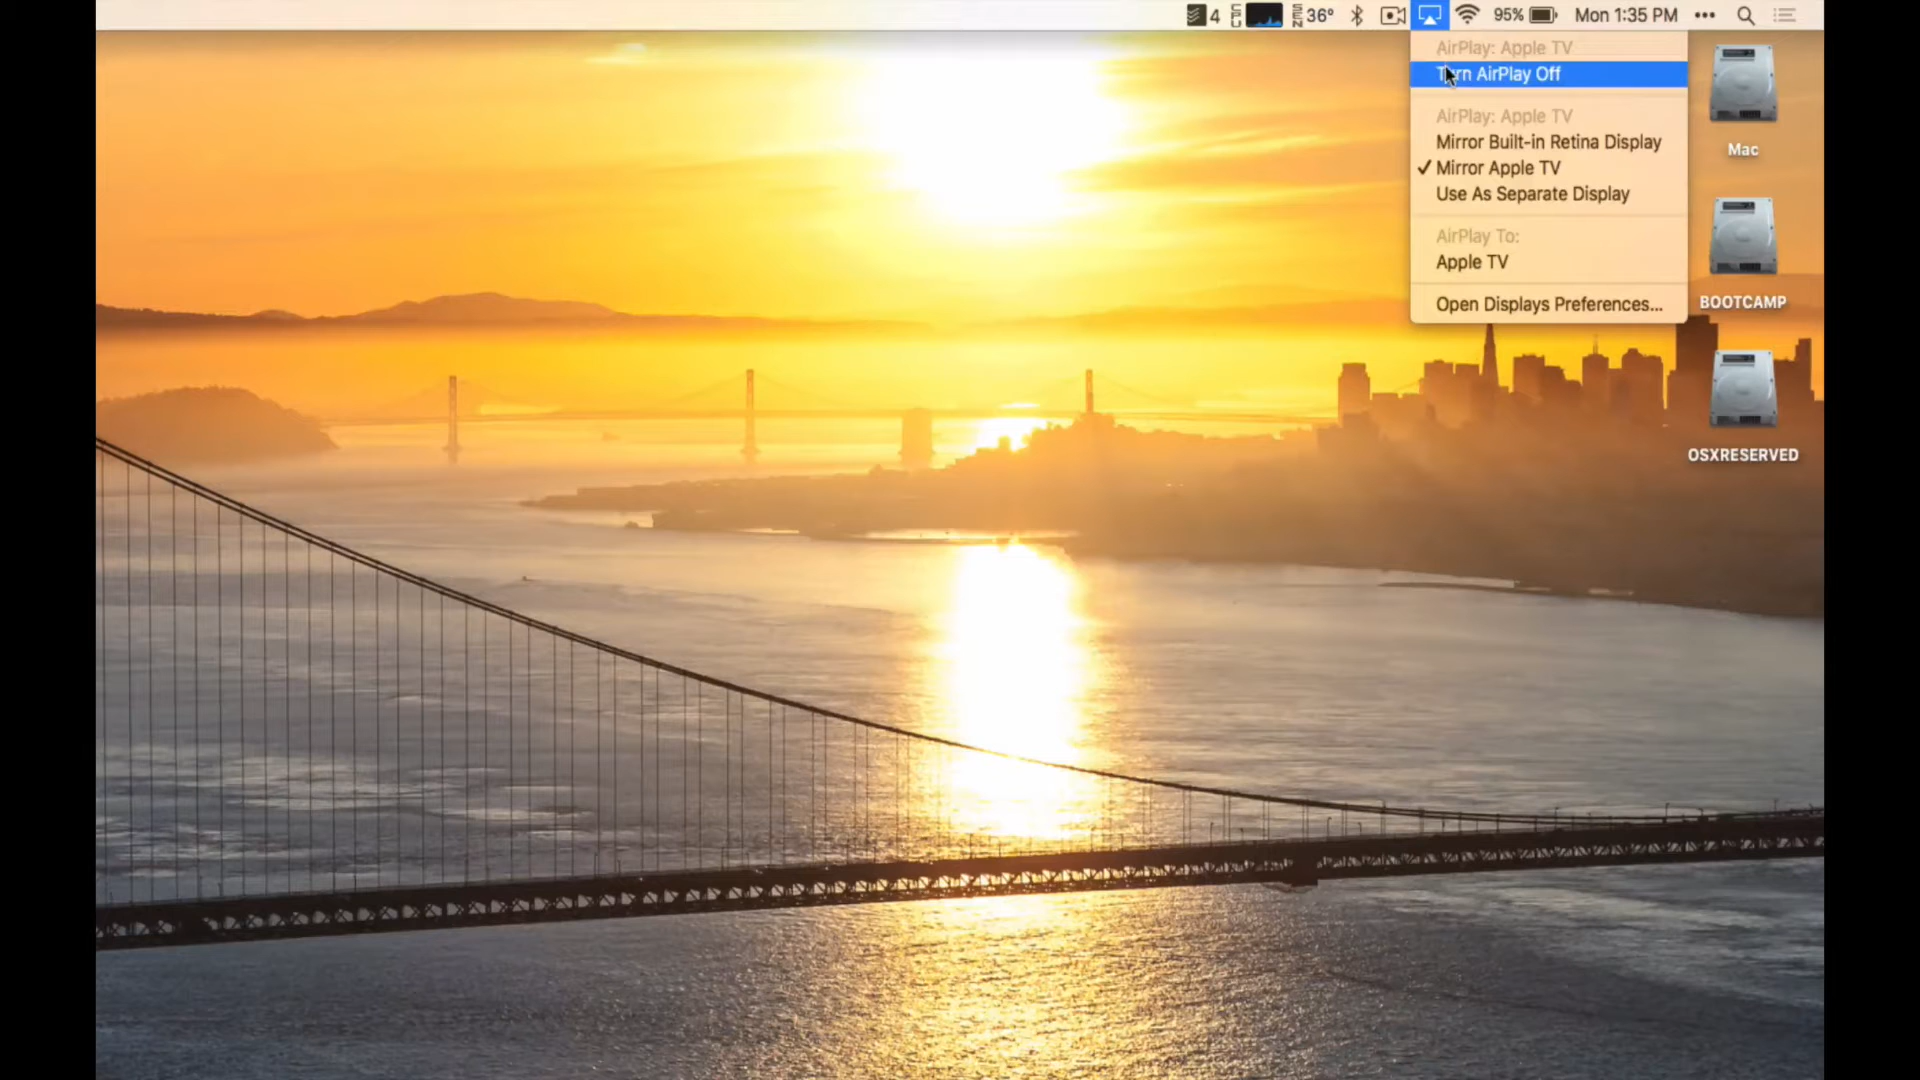 4 CPU SEN 36° 95% Mon 1:35 PM
AirPlay: Apple TV
Turn AirPlay Off
AirPlay: Apple TV
Mirror Built-in Retina Display
✓ Mirror Apple TV
Use As Separate Display
AirPlay To:
Apple TV
Open Displays Preferences...
Mac
BOOTCAMP
OSXRESERVED